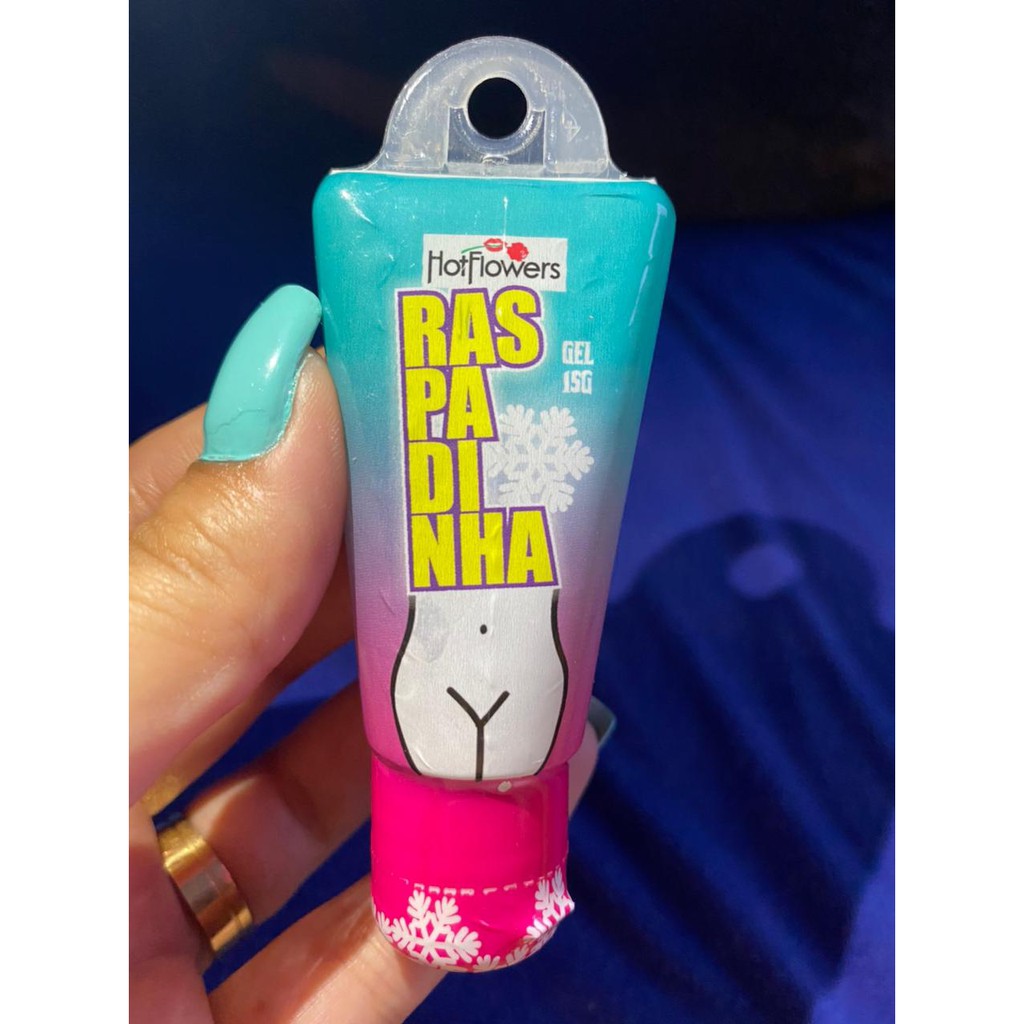 HotFlowers
RAS
PA
DI
NHA
GEL
15G